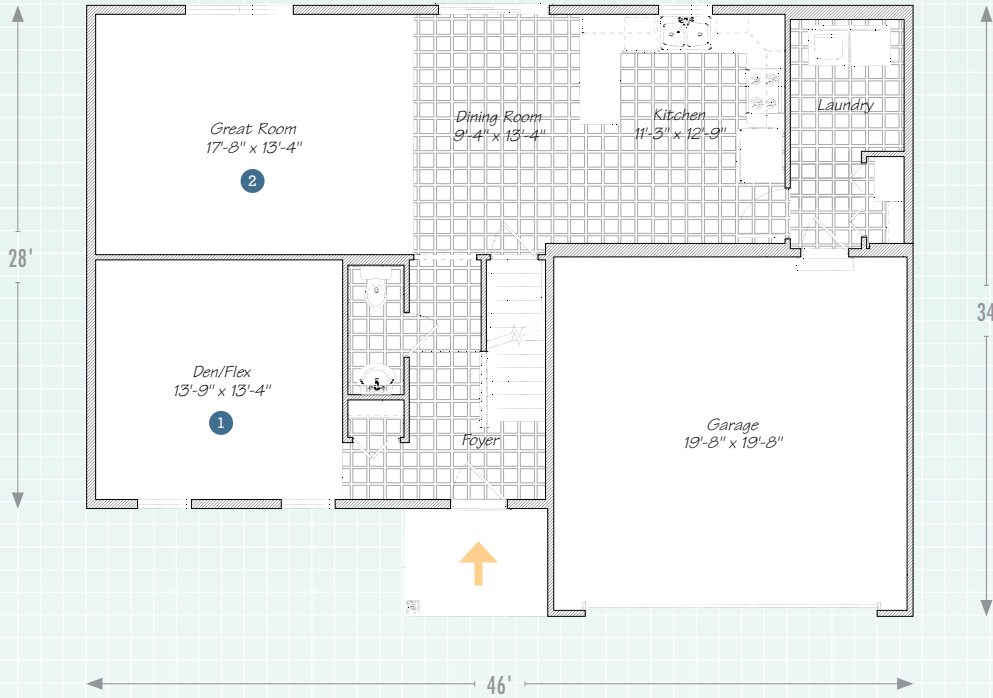 Great Room
17'-8" x 13'-4"
2
Dining Room
9'-4" x 13'-4"
Kitchen
11'-3" x 12'-9"
Laundry
28'
34
Den/Flex
13'-9" x 13'-4"
1
Foyer
Garage
19'-8" x 19'-8"
46'